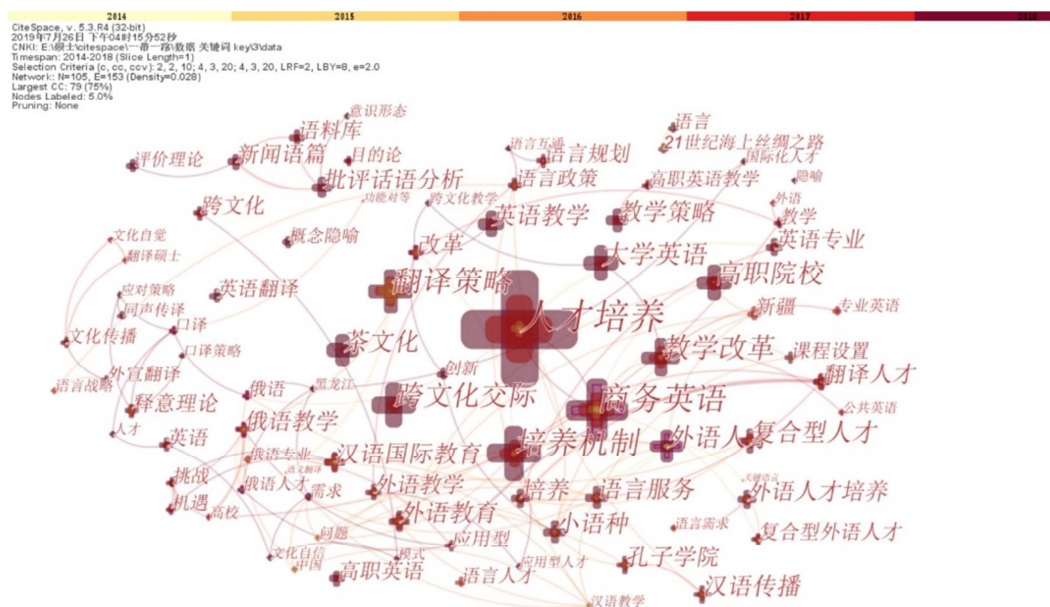 2014 2015 2016 2017 2018
CiteSpace, v. 5.3.R4 (32-bit)
2019年7月26日 下午04时15分52秒
CNKI: E:\硕士\citespace\一带一路\数据 关键词 key\3\data
Timespan: 2014-2018 (Slice Length=1)
Selection Criteria (c, cc, ccv): 2, 2, 10; 4, 3, 20; 4, 3, 20, LRF=2, LBY=8, e=2.0
Network: N=105, E=153 (Density=0.028)
Largest CC: 79 (75%)
Nodes Labeled: 5.0%
Pruning: None
意识形态
语料库
语言
21世纪海上丝绸之路
语言互通
评价理论
新闻语篇
目的论
语言规划
国际化人才
批评话语分析
语言政策
高职英语教学
隐喻
功能对等
跨文化教学
外语
跨文化
英语教学
教学策略
教学
文化自觉
概念隐喻
改革
英语专业
翻译硕士
大学英语
翻译策略
高职院校
应对策略
英语翻译
同声传译
人才培养
新疆
专业英语
口译
文化传播
茶文化
口译策略
教学改革
课程设置
外宣翻译
创新
翻译人才
语言战略
俄语
黑龙江
跨文化交际
商务英语
释意理论
公共英语
俄语教学
人才
英语
培养机制
外语人才
复合型人才
俄语专业
汉语国际教育
挑战
俄语人才
需求
外语教学
培养
语言服务
关键语言
外语人才培养
机遇
高校
外语教育
小语种
语言需求
问题
复合型外语人才
应用型
文化自信
中国
模式
应用型人才
孔子学院
高职英语
语言人才
汉语传播
汉语教学